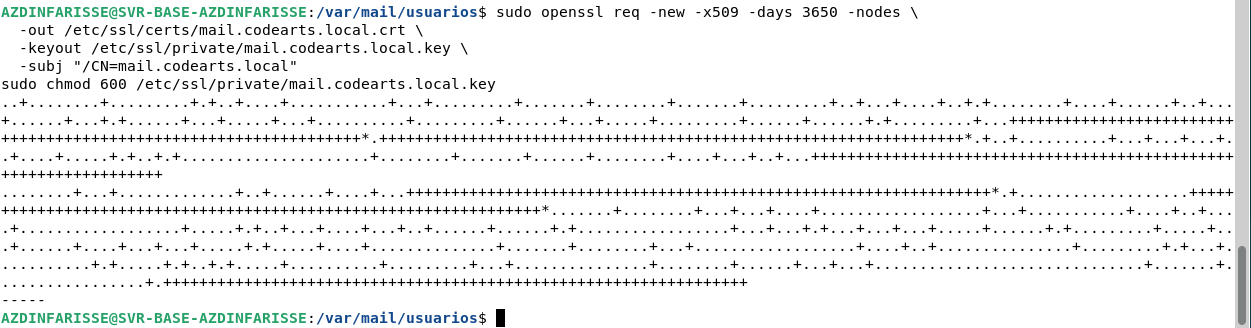 AZDINFARISSE@SVR-BASE-AZDINFARISSE:/var/mail/usuarios$ sudo openssl req -new -x509 -days 3650 -nodes \
  -out /etc/ssl/certs/mail.codearts.local.crt \
  -keyout /etc/ssl/private/mail.codearts.local.key \
  -subj "/CN=mail.codearts.local"
sudo chmod 600 /etc/ssl/private/mail.codearts.local.key
..+........+.........+.+..+....+...........+...+.........+.......+........+.......+.........+..+...+....+..+.+........+....+......+..+...
+......+...+.+......+...+.....+...+..........+.........+......+...+.....+.........+......+......+.+.........+...+++++++++++++++++++++++++
++++++++++++++++++++++++++++++++++++++++*.+++++++++++++++++++++++++++++++++++++++++++++++++++++++++++++++++*.+..+..........+...+...+...+.
.+....+.....+.+..+.+.....................+........+.......+......+........+....+...+..+...+++++++++++++++++++++++++++++++++++++++++++++++
++++++++++++++++++
........+...+.............+..+......+....+...+++++++++++++++++++++++++++++++++++++++++++++++++++++++++++++++++*.+...................+++++
++++++++++++++++++++++++++++++++++++++++++++++++++++++++++++*.......+........+...+...+....+..................+...+...........+....+..+...
.+..................+.....+.+..+...+....+...+..+......+......+.+.................+...+.+...+...+...+......+.........+.+.........+.....+..
.+......+....+...+...+.....+.+.....+....+..............+.......+........+...+..................+....+..+...............+.........+.+...+.
..........+.+.....+.+..+.+.....+..........+.........+...+...............+........+......+...+...+..............................+.......+.
................+.+++++++++++++++++++++++++++++++++++++++++++++++++++++++++++++++++
-----
AZDINFARISSE@SVR-BASE-AZDINFARISSE:/var/mail/usuarios$